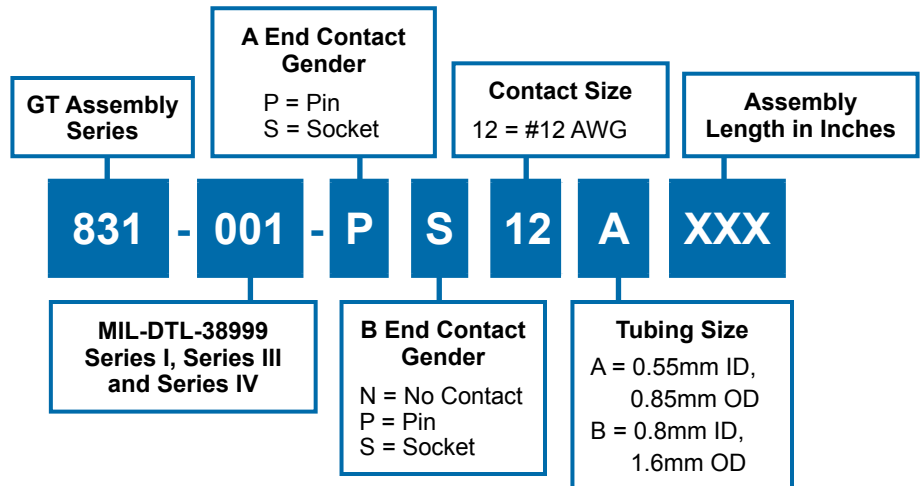 A End Contact
Gender
P = Pin
S = Socket
GT Assembly
Series
Contact Size
12 = #12 AWG
Assembly
Length in Inches
831 - 001 - P S 12 A XXX
MIL-DTL-38999
Series I, Series III
and Series IV
B End Contact
Gender
N = No Contact
P = Pin
S = Socket
Tubing Size
A = 0.55mm ID,
0.85mm OD
B = 0.8mm ID,
1.6mm OD